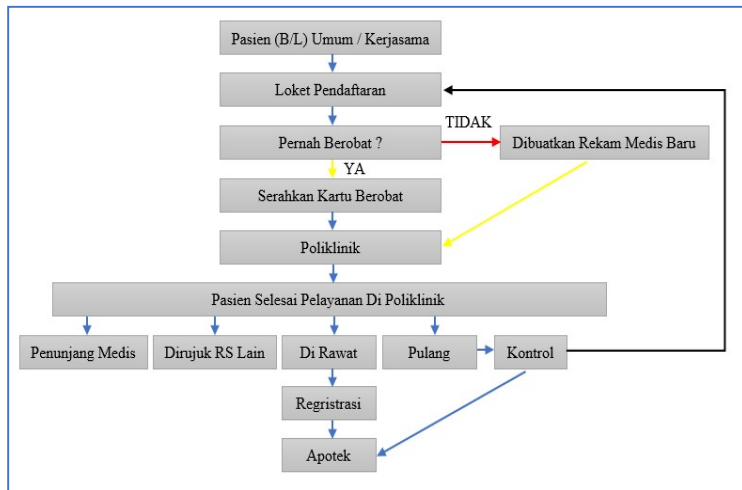 Pasien (B/L) Umum / Kerjasama
Loket Pendaftaran
TIDAK
Pernah Berobat ?
Dibuatkan Rekam Medis Baru
YA
Serahkan Kartu Berobat
Poliklinik
Pasien Selesai Pelayanan Di Poliklinik
Penunjang Medis
Dirujuk RS Lain
Di Rawat
Pulang
Kontrol
Regristrasi
Apotek